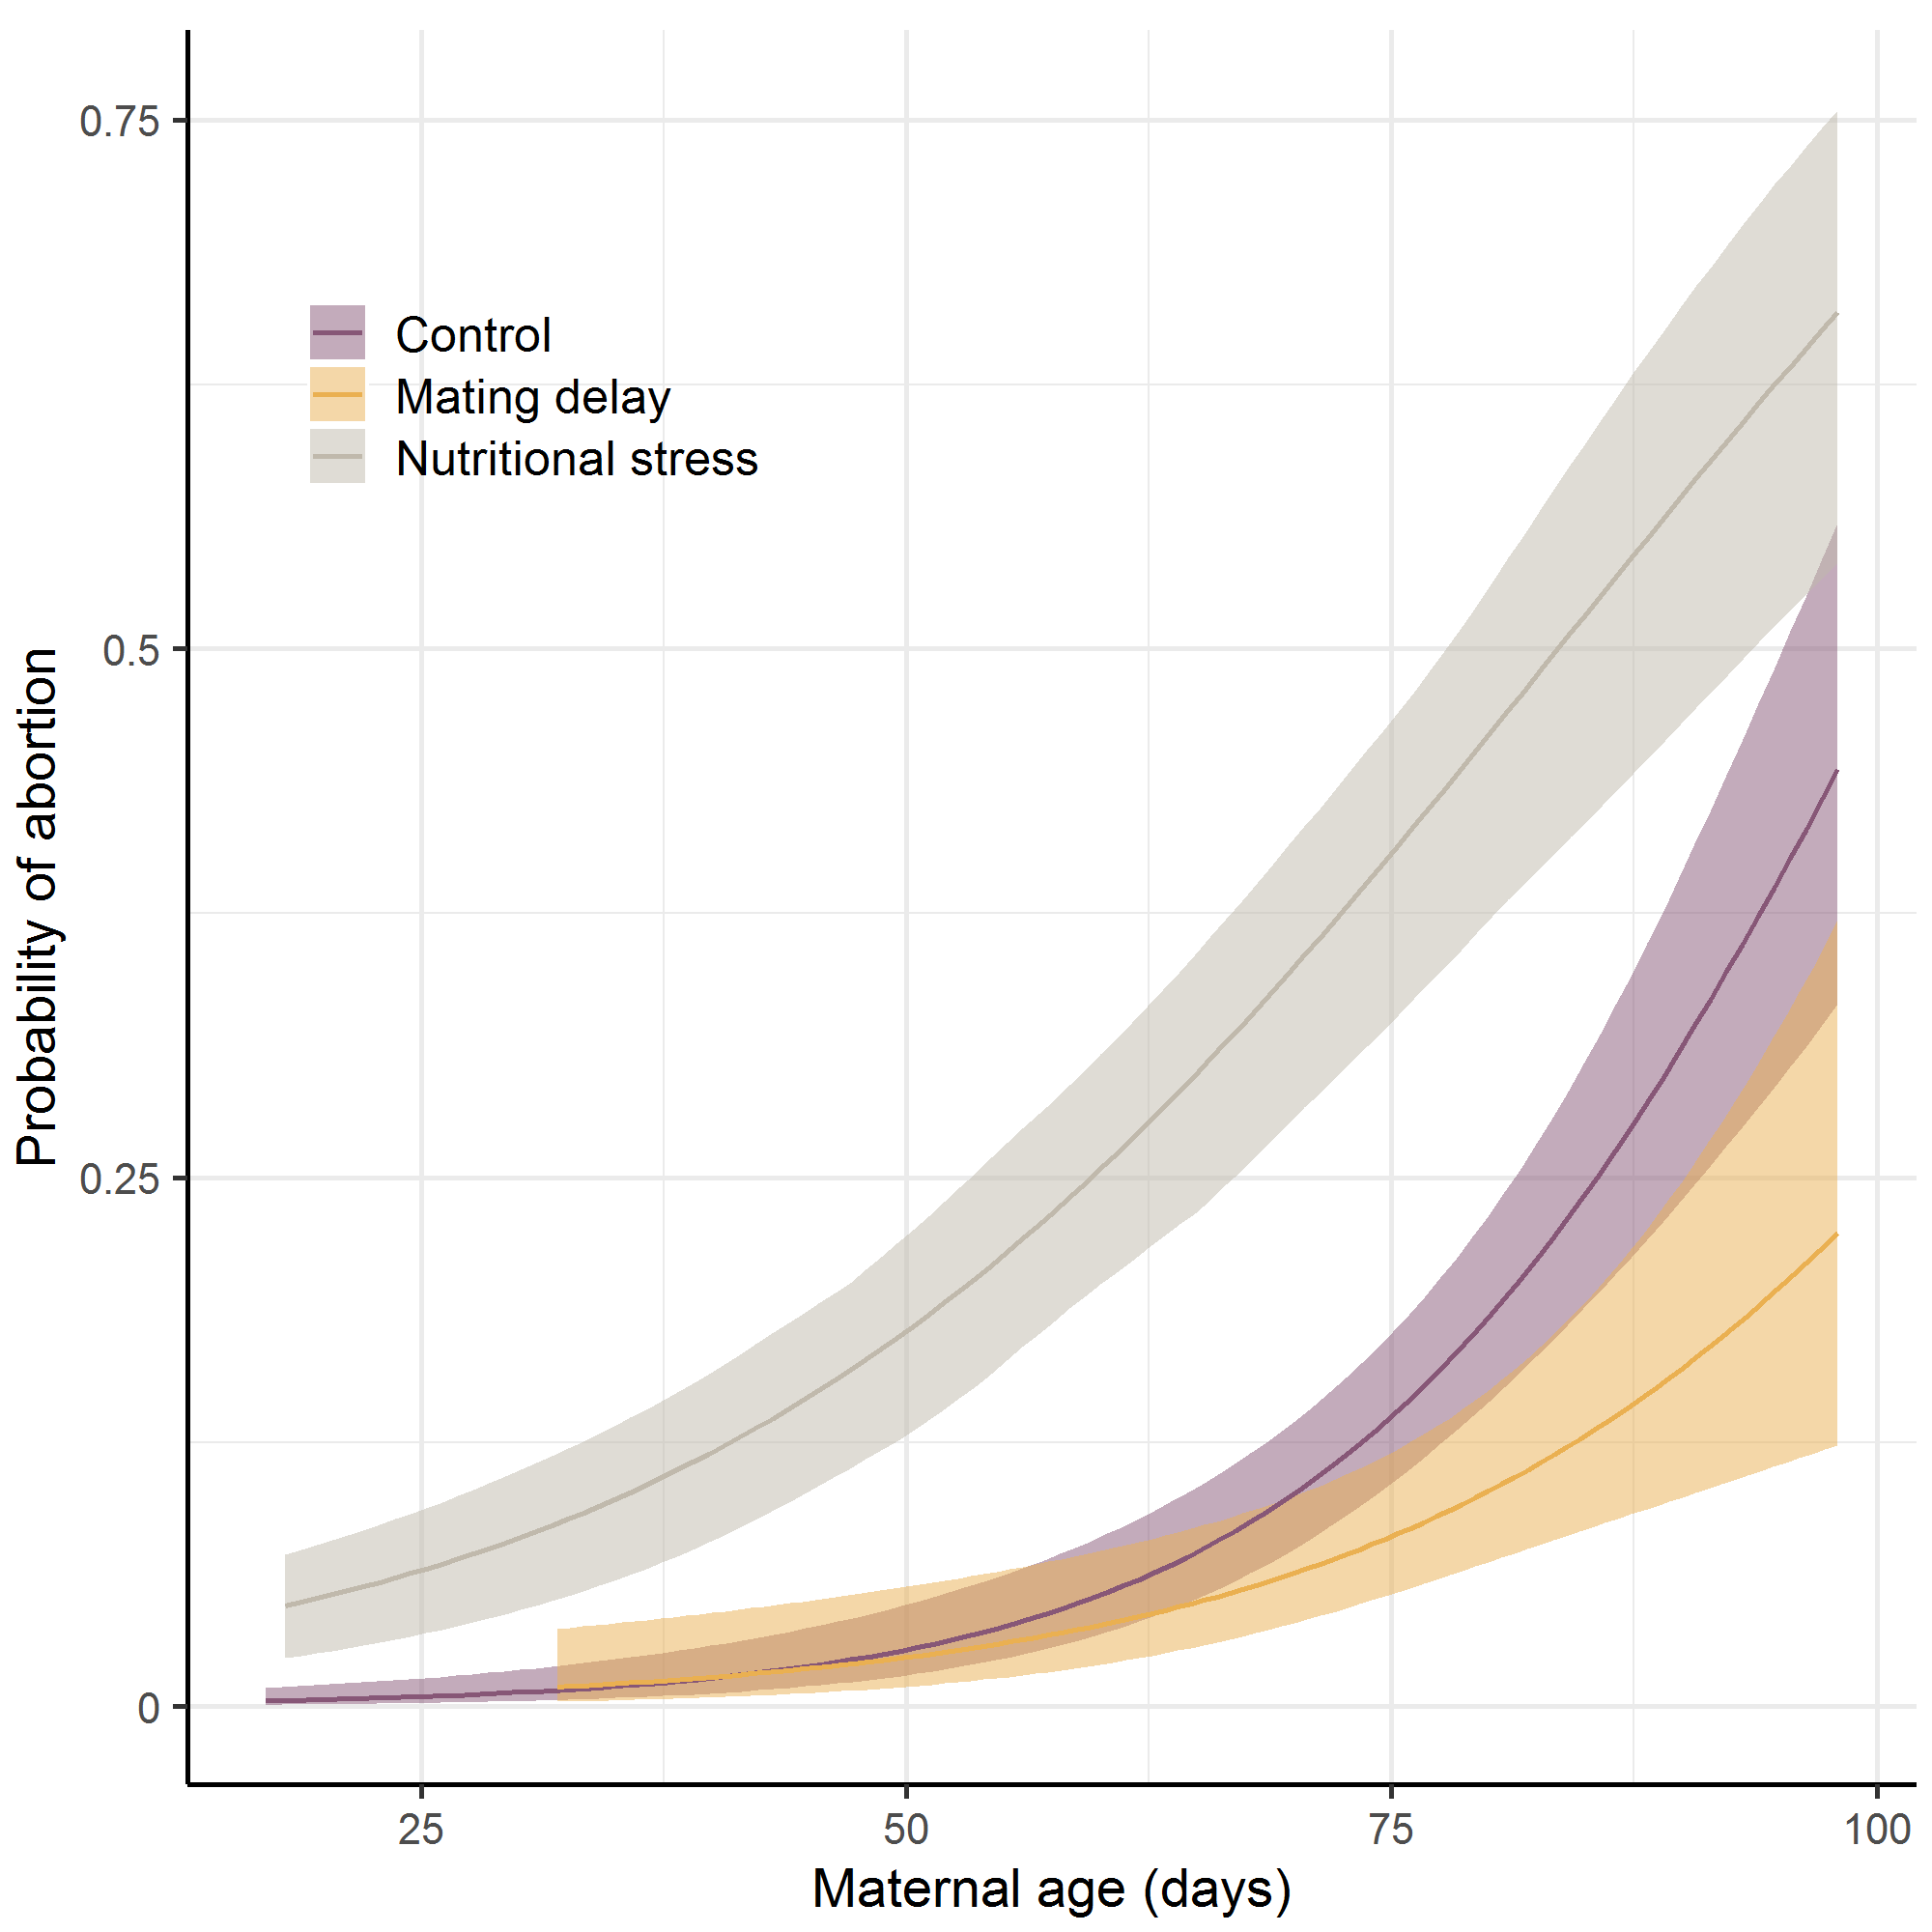 Probability of abortion
0.75
0.5
0.25
0
Control
Mating delay
Nutritional stress
25 50 75 100
Maternal age (days)